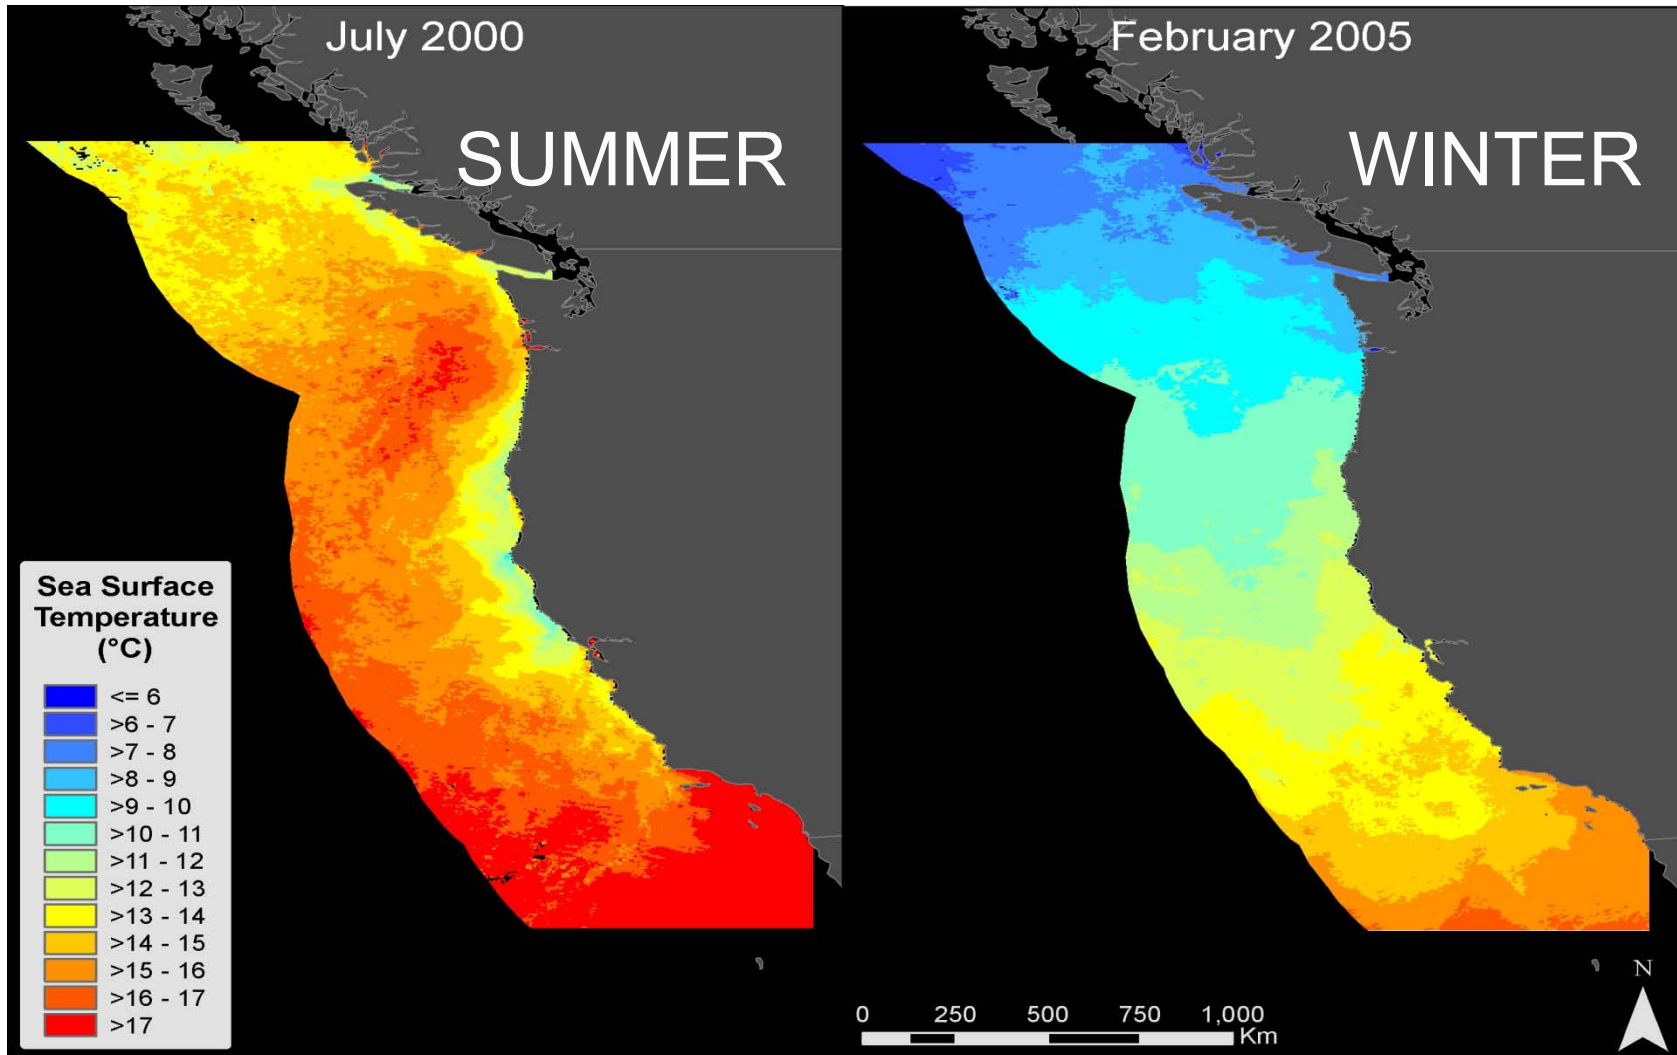 July 2000
SUMMER
February 2005
WINTER
Sea Surface
Temperature
(°C)
<= 6
>6 - 7
>7 - 8
>8 - 9
>9 - 10
>10 - 11
>11 - 12
>12 - 13
>13 - 14
>14 - 15
>15 - 16
>16 - 17
>17
0 250 500 750 1,000
Km
N